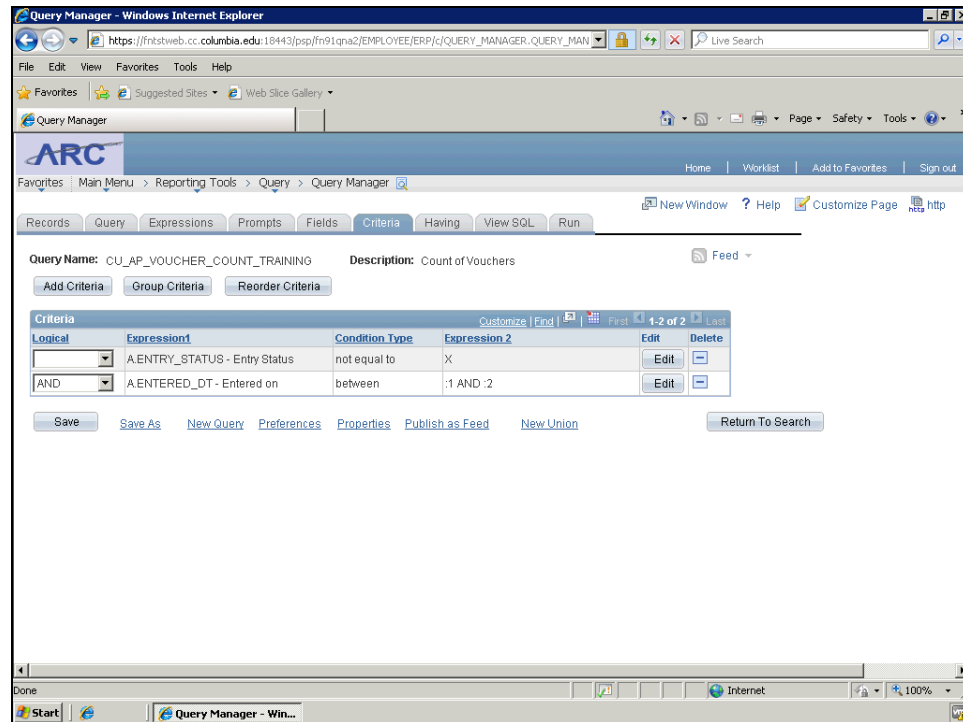 Query Manager - Windows Internet Explorer
https://fntstweb.cc.columbia.edu:18443/psp/fn91qna2/EMPLOYEE/ERP/c/QUERY_MANAGER.QUERY_MAN Live Search
File Edit View Favorites Tools Help
Favorites Suggested Sites Web Slice Gallery
Query Manager Page Safety Tools
ARC
Home | Worklist | Add to Favorites | Sign out
Favorites Main Menu > Reporting Tools > Query > Query Manager
New Window ? Help Customize Page http
Records Query Expressions Prompts Fields Criteria Having View SQL Run
Query Name: CU_AP_VOUCHER_COUNT_TRAINING Description: Count of Vouchers Feed
Add Criteria Group Criteria Reorder Criteria
Criteria Customize | Find | | First 1-2 of 2 Last
Logical Expression1 Condition Type Expression 2 Edit Delete
A.ENTRY_STATUS - Entry Status not equal to X Edit
AND A.ENTERED_DT - Entered on between :1 AND :2 Edit
Save Save As New Query Preferences Properties Publish as Feed New Union Return To Search
Done Internet 100%
Start Query Manager - Win...